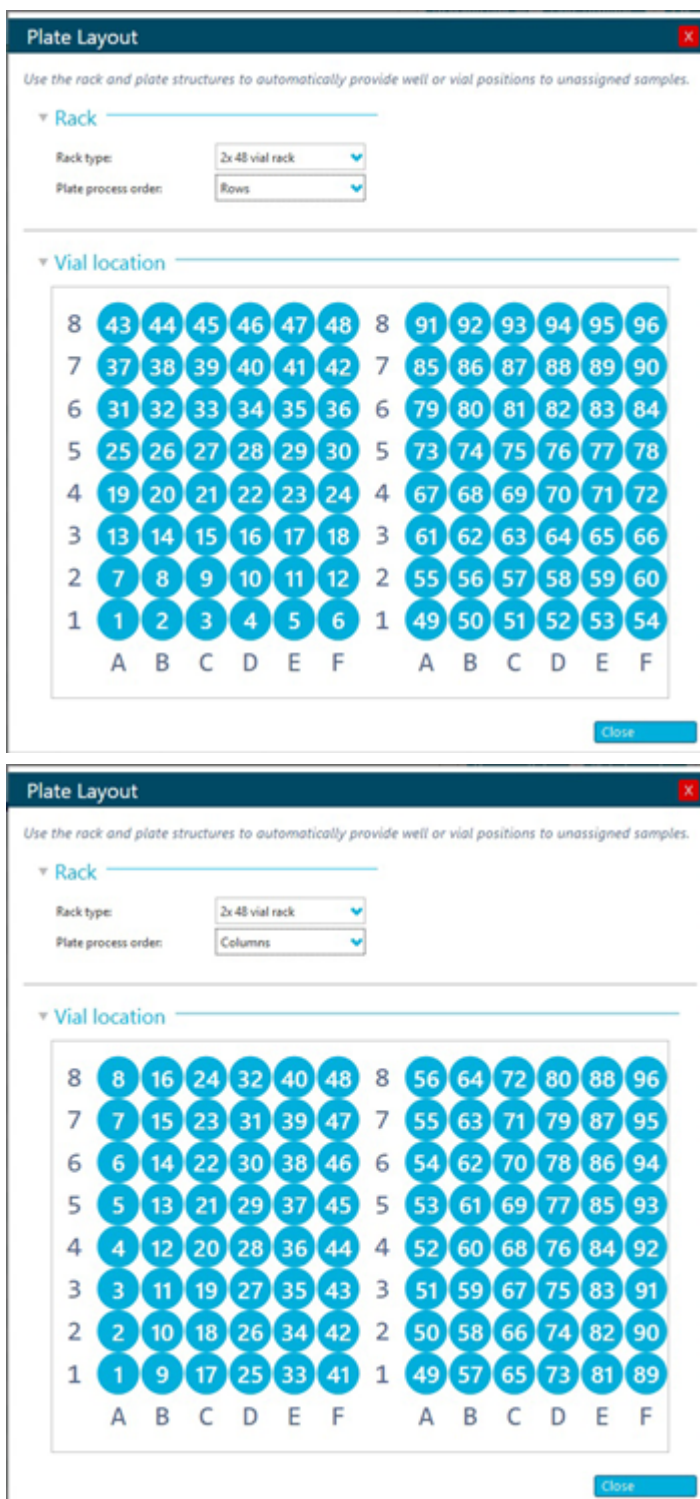 Plate Layout X
Use the rack and plate structures to automatically provide well or vial positions to unassigned samples.
Rack
Rack type: 2x 48 vial rack
Plate process order: Rows
Vial location
8 43 44 45 46 47 48 8 91 92 93 94 95 96
7 37 38 39 40 41 42 7 85 86 87 88 89 90
6 31 32 33 34 35 36 6 79 80 81 82 83 84
5 25 26 27 28 29 30 5 73 74 75 76 77 78
4 19 20 21 22 23 24 4 67 68 69 70 71 72
3 13 14 15 16 17 18 3 61 62 63 64 65 66
2 7 8 9 10 11 12 2 55 56 57 58 59 60
1 1 2 3 4 5 6 1 49 50 51 52 53 54
A B C D E F A B C D E F
Close
Plate Layout X
Use the rack and plate structures to automatically provide well or vial positions to unassigned samples.
Rack
Rack type: 2x 48 vial rack
Plate process order: Columns
Vial location
8 8 16 24 32 40 48 8 56 64 72 80 88 96
7 7 15 23 31 39 47 7 55 63 71 79 87 95
6 6 14 22 30 38 46 6 54 62 70 78 86 94
5 5 13 21 29 37 45 5 53 61 69 77 85 93
4 4 12 20 28 36 44 4 52 60 68 76 84 92
3 3 11 19 27 35 43 3 51 59 67 75 83 91
2 2 10 18 26 34 42 2 50 58 66 74 82 90
1 1 9 17 25 33 41 1 49 57 65 73 81 89
A B C D E F A B C D E F
Close